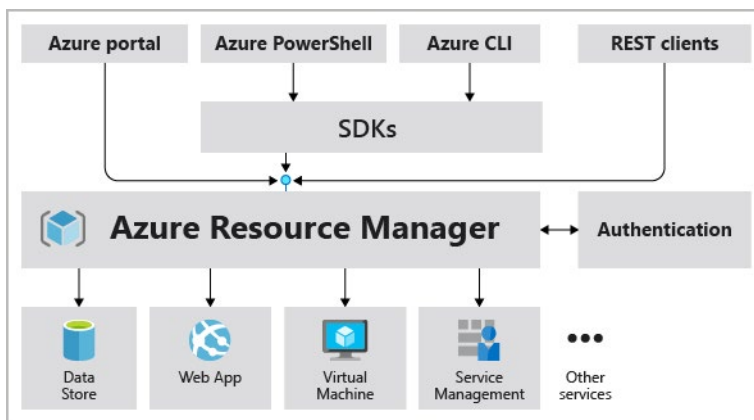 Azure portal
Azure PowerShell
Azure CLI
REST clients
SDKs
Azure Resource Manager
Authentication
Data
Store
Web App
Virtual
Machine
Service
Management
Other
services